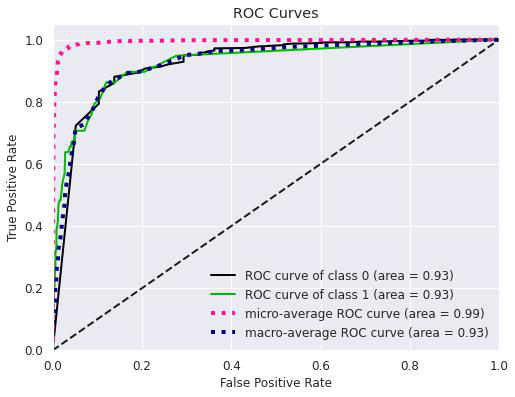 ROC Curves
True Positive Rate
1.0
0.8
0.6
0.4
0.2
0.0
ROC curve of class 0 (area = 0.93)
ROC curve of class 1 (area = 0.93)
micro-average ROC curve (area = 0.99)
macro-average ROC curve (area = 0.93)
0.0 0.2 0.4 0.6 0.8 1.0
False Positive Rate